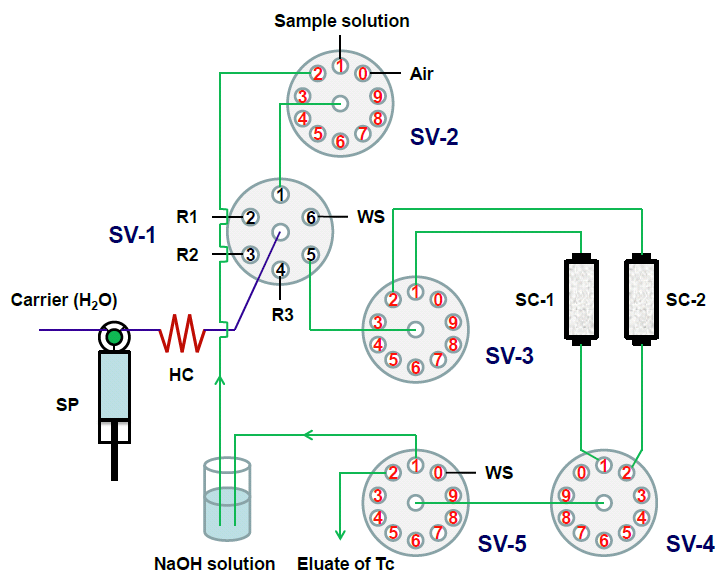 Sample solution
2 1 0 Air
3 9
4 8
5 6 7
SV-2
1
R1 2 6 WS
SV-1
R2 3 5
4
R3
Carrier (H₂O)
HC
SP
2 1 0
3 9
4 8
5 6 7
SV-3
SC-1 SC-2
2 1 0 WS
3 9
4 8
5 6 7
SV-5
0 1 2
9 3
8 4
7 6 5
SV-4
NaOH solution
Eluate of Tc